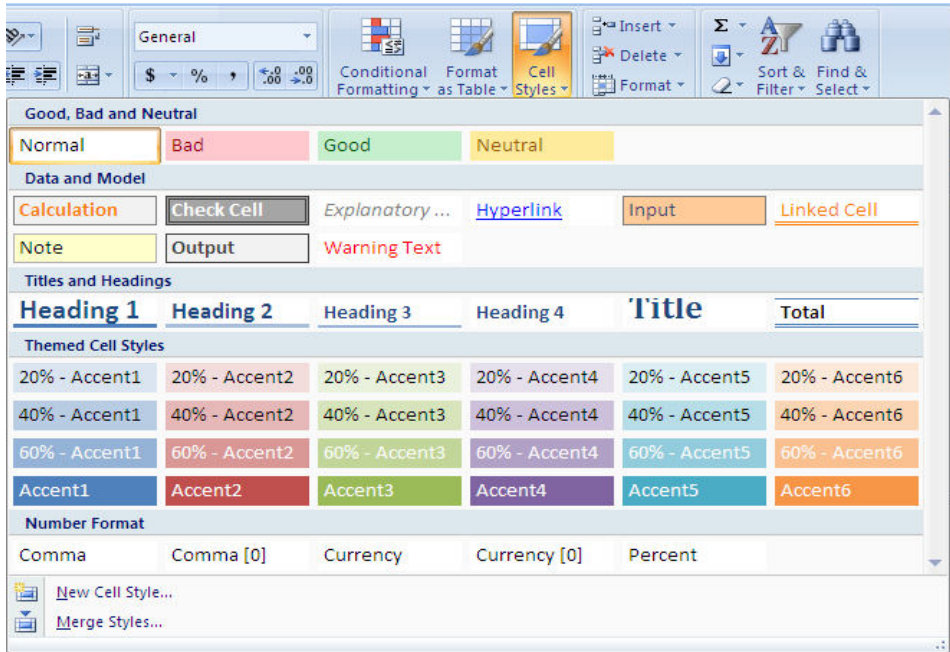 General
Insert
Σ
$ % , .00 .00
Delete
Conditional Formatting
Format as Table
Cell Styles
Format
Sort & Filter
Find & Select
Good, Bad and Neutral
Normal Bad Good Neutral
Data and Model
Calculation Check Cell Explanatory ... Hyperlink Input Linked Cell
Note Output Warning Text
Titles and Headings
Heading 1 Heading 2 Heading 3 Heading 4 Title Total
Themed Cell Styles
20% - Accent1 20% - Accent2 20% - Accent3 20% - Accent4 20% - Accent5 20% - Accent6
40% - Accent1 40% - Accent2 40% - Accent3 40% - Accent4 40% - Accent5 40% - Accent6
60% - Accent1 60% - Accent2 60% - Accent3 60% - Accent4 60% - Accent5 60% - Accent6
Accent1 Accent2 Accent3 Accent4 Accent5 Accent6
Number Format
Comma Comma [0] Currency Currency [0] Percent
New Cell Style...
Merge Styles...